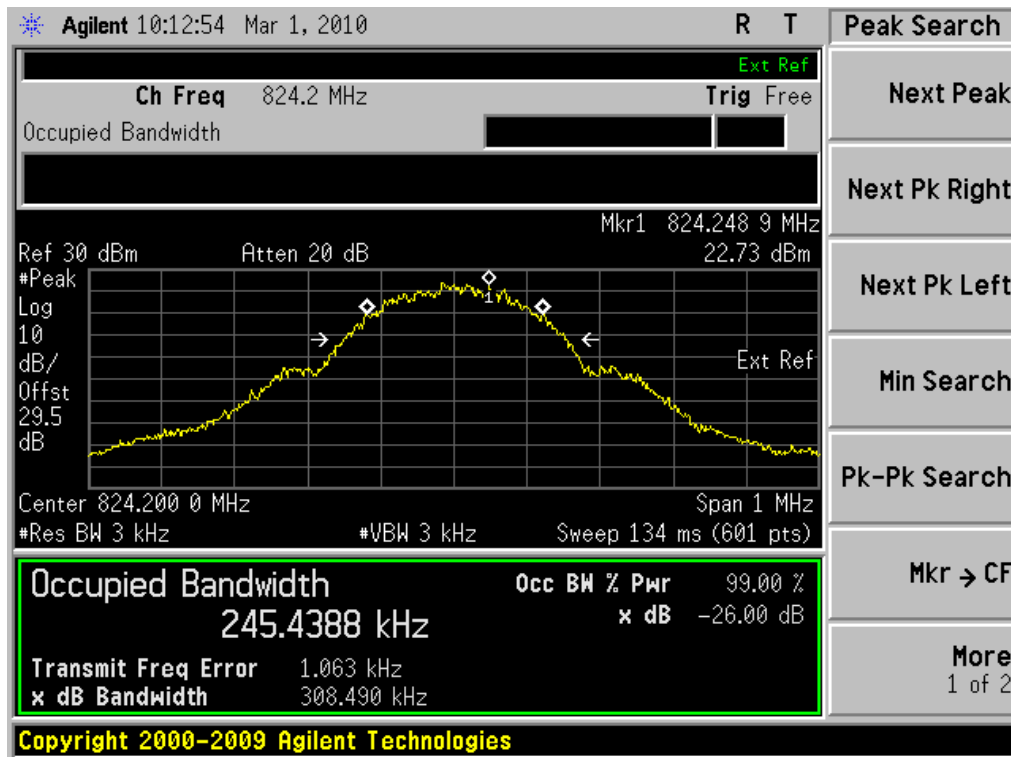 Agilent 10:12:54 Mar 1, 2010 R T
Peak Search
Ext Ref
Ch Freq 824.2 MHz Trig Free
Occupied Bandwidth
Mkr1 824.248 9 MHz
Ref 30 dBm Atten 20 dB 22.73 dBm
#Peak
Log
10
dB/
Offst
29.5
dB
1
Ext Ref
Center 824.200 0 MHz Span 1 MHz
#Res BW 3 kHz #VBW 3 kHz Sweep 134 ms (601 pts)
Occupied Bandwidth Occ BW % Pwr 99.00 %
245.4388 kHz x dB -26.00 dB
Transmit Freq Error 1.063 kHz
x dB Bandwidth 308.490 kHz
Copyright 2000-2009 Agilent Technologies
Next Peak
Next Pk Right
Next Pk Left
Min Search
Pk-Pk Search
Mkr → CF
More
1 of 2